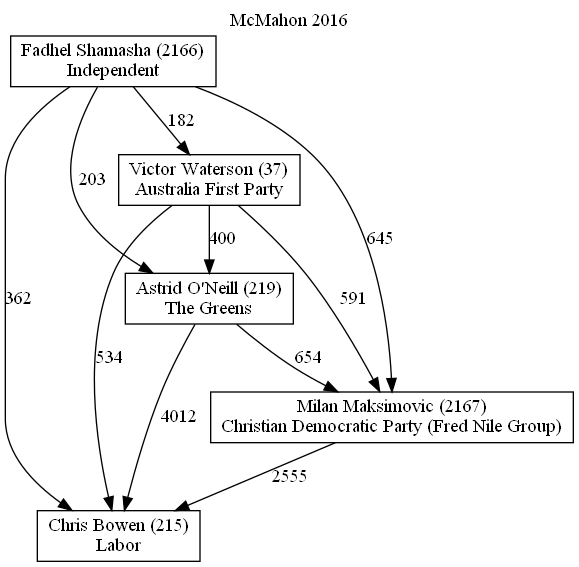 McMahon 2016
Fadhel Shamasha (2166)
Independent
182
Victor Waterson (37)
Australia First Party
203
400
645
Astrid O'Neill (219)
The Greens
362
591
534
654
Milan Maksimovic (2167)
Christian Democratic Party (Fred Nile Group)
4012
2555
Chris Bowen (215)
Labor